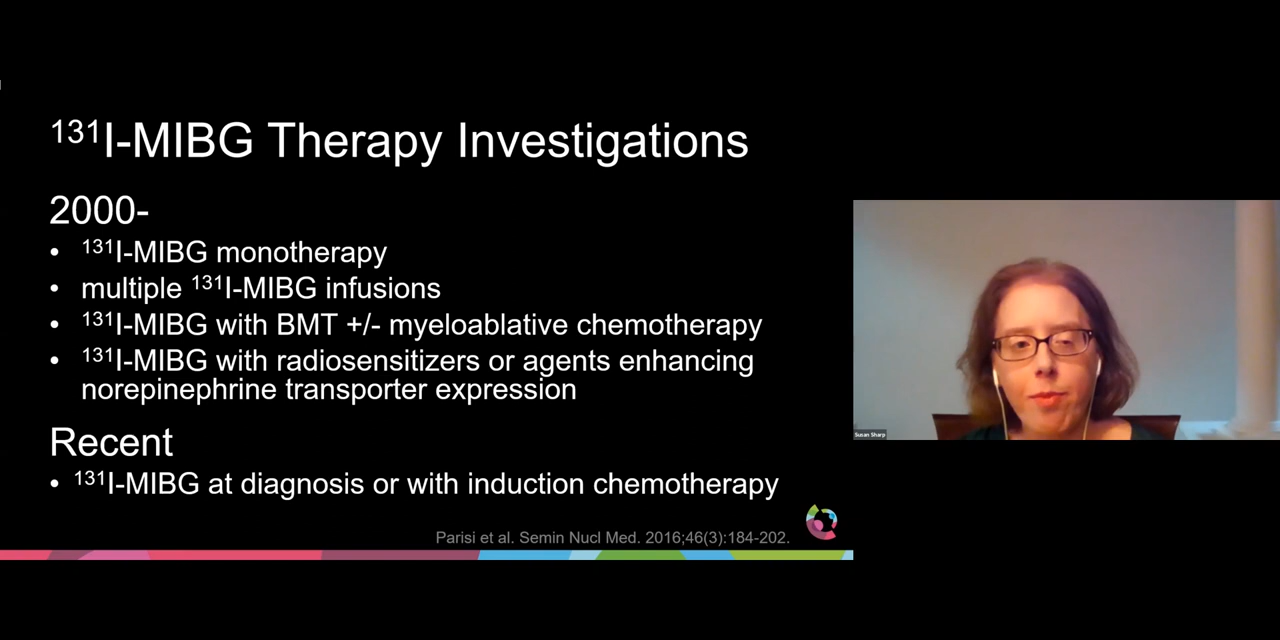 ¹³¹I-MIBG Therapy Investigations
2000-
• ¹³¹I-MIBG monotherapy
• multiple ¹³¹I-MIBG infusions
• ¹³¹I-MIBG with BMT +/- myeloablative chemotherapy
• ¹³¹I-MIBG with radiosensitizers or agents enhancing
norepinephrine transporter expression
Recent
• ¹³¹I-MIBG at diagnosis or with induction chemotherapy
Parisi et al. Semin Nucl Med. 2016;46(3):184-202.
Susan Sharp